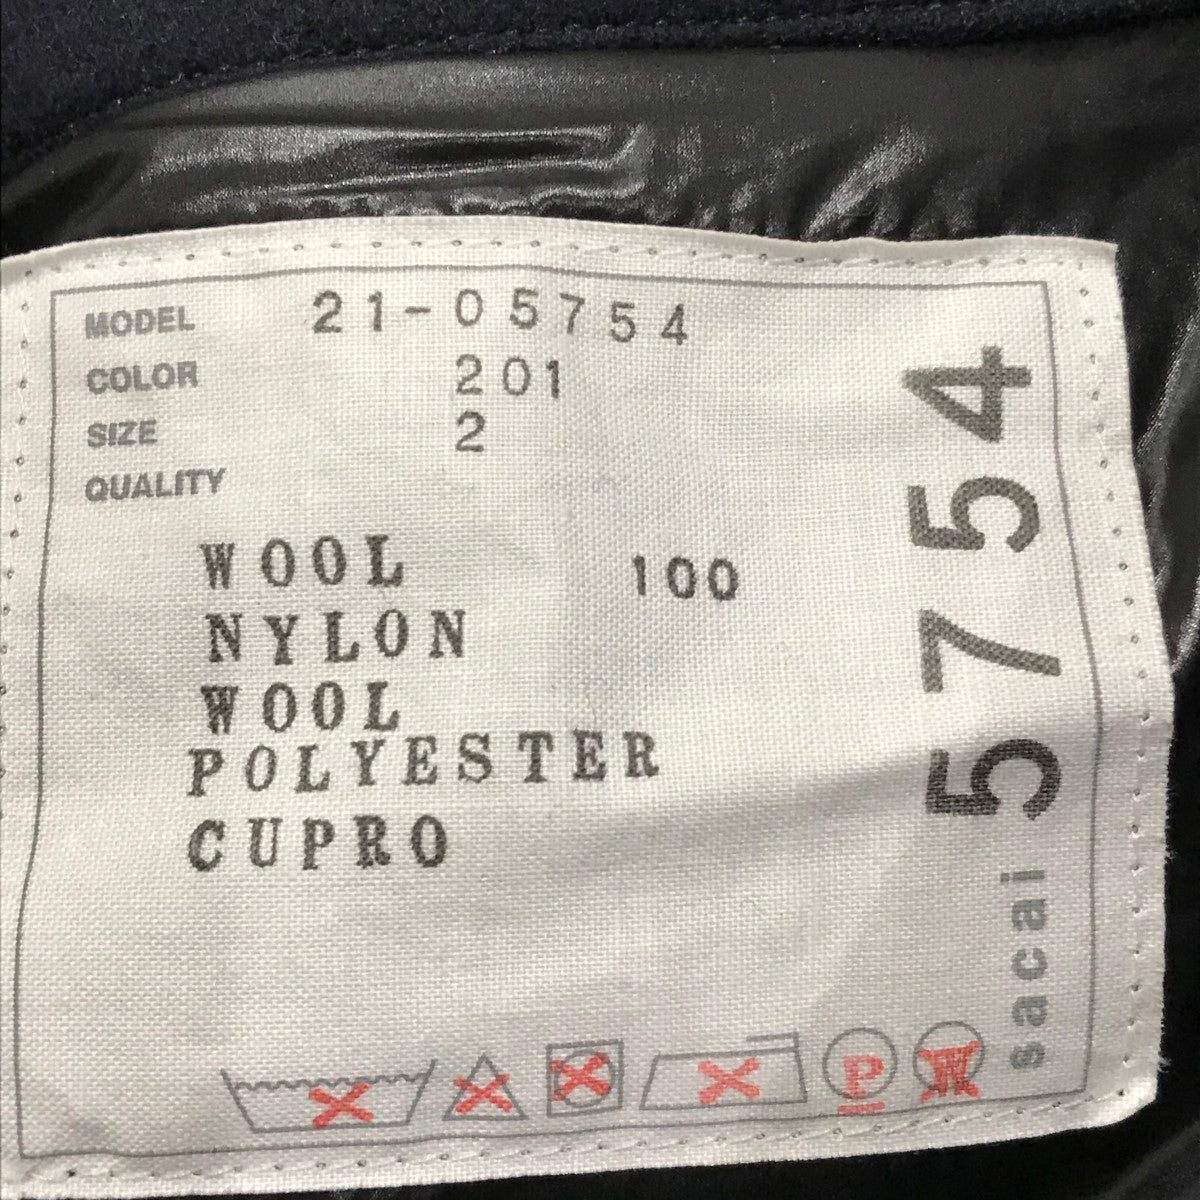 MODEL 21-05754
COLOR 201
SIZE 2
QUALITY
WOOL 100
NYLON
WOOL
POLYESTER
CUPRO
P W
sacai 5754